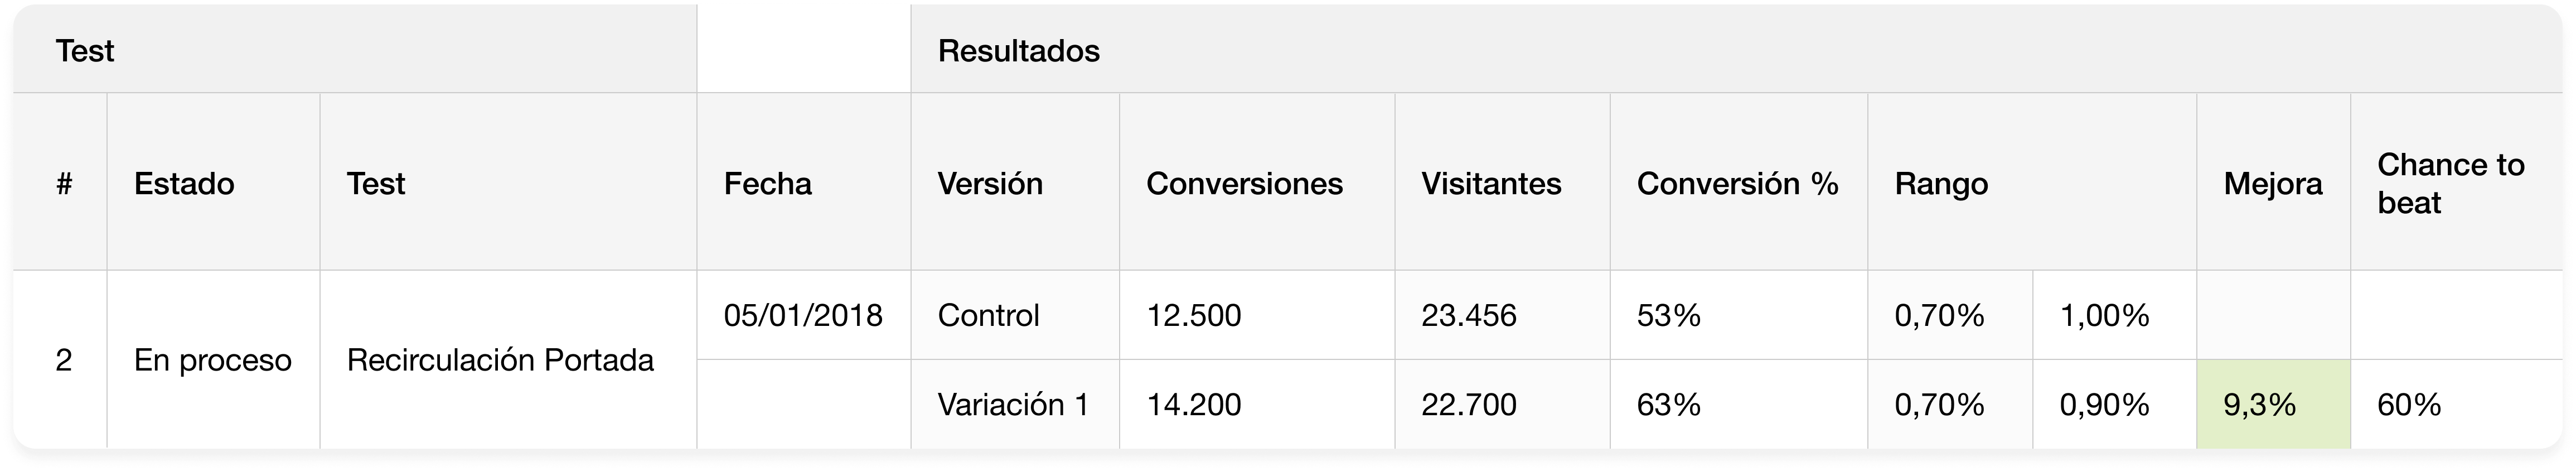 Test Resultados
# Estado Test Fecha Versión Conversiones Visitantes Conversión % Rango Mejora Chance to beat
2 En proceso Recirculación Portada 05/01/2018 Control 12.500 23.456 53% 0,70% 1,00%
Variación 1 14.200 22.700 63% 0,70% 0,90% 9,3% 60%